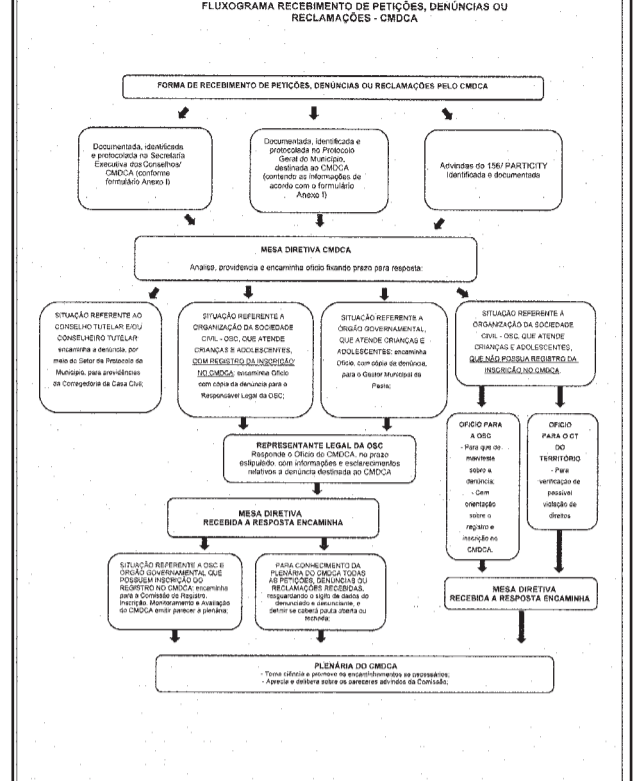 FLUXOGRAMA RECEBIMENTO DE PETIÇÕES, DENÚNCIAS OU
RECLAMAÇÕES - CMDCA
FORMA DE RECEBIMENTO DE PETIÇÕES, DENÚNCIAS OU RECLAMAÇÕES PELO CMDCA
Documentada, identificada
e protocolada na Secretaria
Executiva dos Conselhos/
CMDCA (conforme
formulário Anexo I)
Documentada, identificada e
protocolada no Protocolo
Geral do Município,
destinada ao CMDCA
(contendo as informações de
acordo com o formulário
Anexo I)
Advindas do 156/ PARTICITY
Identificada e documentada
MESA DIRETIVA CMDCA
Analisa, providencia e encaminha ofício fixando prazo para resposta:
SITUAÇÃO REFERENTE AO
CONSELHO TUTELAR E/OU
CONSELHEIRO TUTELAR
encaminha a denúncia, por
meio do Setor de Protocolo do
Município, para providências
da Corregedoria da Casa Civil;
SITUAÇÃO REFERENTE À
ORGANIZAÇÃO DA SOCIEDADE
CIVIL - OSC, QUE ATENDE
CRIANÇAS E ADOLESCENTES,
COM REGISTRO DA INSCRIÇÃO
NO CMDCA: encaminha Ofício
com cópia da denúncia para o
Responsável Legal da OSC;
SITUAÇÃO REFERENTE À
ÓRGÃO GOVERNAMENTAL,
QUE ATENDE CRIANÇAS E
ADOLESCENTES: encaminha
Ofício, com cópia da denúncia,
para o Gestor Municipal da
Pasta;
SITUAÇÃO REFERENTE À
ORGANIZAÇÃO DA SOCIEDADE
CIVIL - OSC, QUE ATENDE
CRIANÇAS E ADOLESCENTES,
QUE NÃO POSSUA REGISTRO DA
INSCRIÇÃO NO CMDCA.
OFICIO PARA
A OSC
- Para que se
manifeste
sobre a
denúncia;
- Com
orientação
sobre o
registro e
inscrição no
CMDCA.
OFICIO
PARA O CT
DO
TERRITÓRIO
- Para
verificação de
possível
violação de
direitos
REPRESENTANTE LEGAL DA OSC
Responde o Ofício do CMDCA, no prazo
estipulado, com informações e esclarecimentos
relativos a denúncia destinada ao CMDCA
MESA DIRETIVA
RECEBIDA A RESPOSTA ENCAMINHA
SITUAÇÃO REFERENTE A OSC E
ÓRGÃO GOVERNAMENTAL QUE
POSSUEM INSCRIÇÃO DO
REGISTRO NO CMDCA: encaminha
para a Comissão de Registro,
Inscrição, Monitoramento e Avaliação
do CMDCA emitir parecer à plenária;
PARA CONHECIMENTO DA
PLENÁRIA DO CMDCA TODAS
AS PETIÇÕES, DENÚNCIAS OU
RECLAMAÇÕES RECEBIDAS,
resguardando o sigilo de dados do
denunciado e denunciante, e
definir se caberá pauta aberta ou
fechada;
MESA DIRETIVA
RECEBIDA A RESPOSTA ENCAMINHA
PLENÁRIA DO CMDCA
- Toma ciência e promove os encaminhamentos se necessários;
- Aprecia e delibera sobre os pareceres advindos da Comissão;